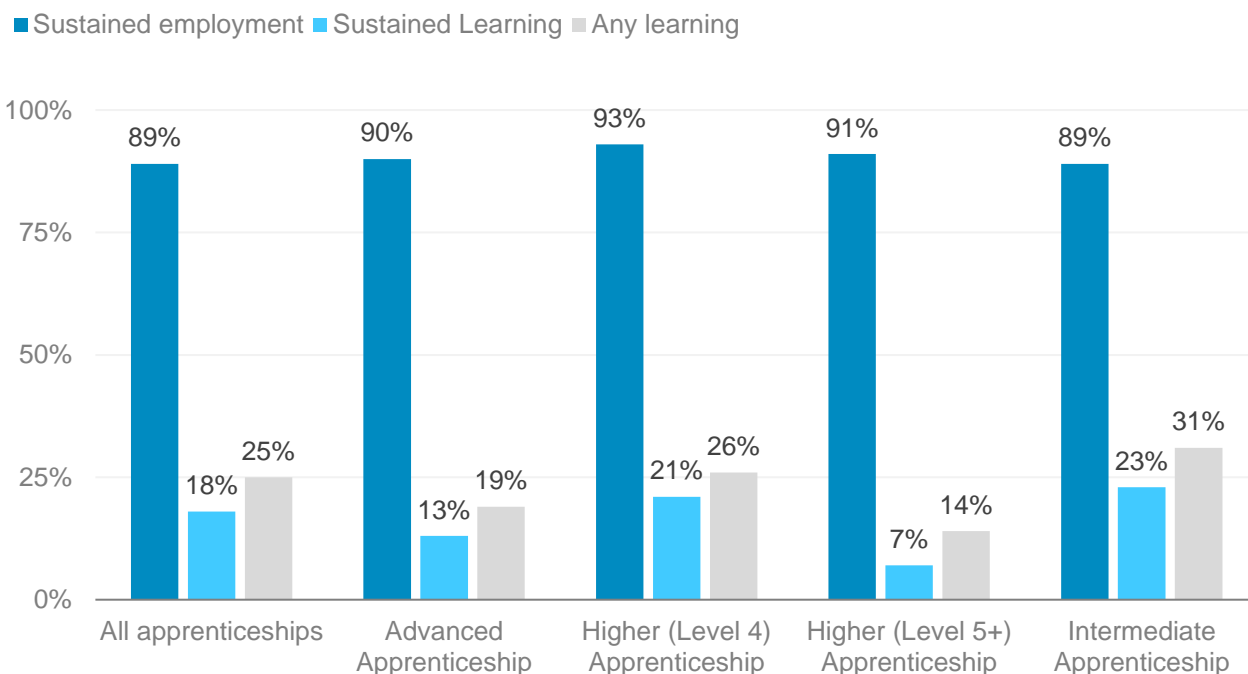 Sustained employment Sustained Learning Any learning
100%
75%
50%
25%
0%
89%
18%
25%
90%
13%
19%
93%
21%
26%
91%
7%
14%
89%
23%
31%
All apprenticeships
Advanced
Apprenticeship
Higher (Level 4)
Apprenticeship
Higher (Level 5+)
Apprenticeship
Intermediate
Apprenticeship